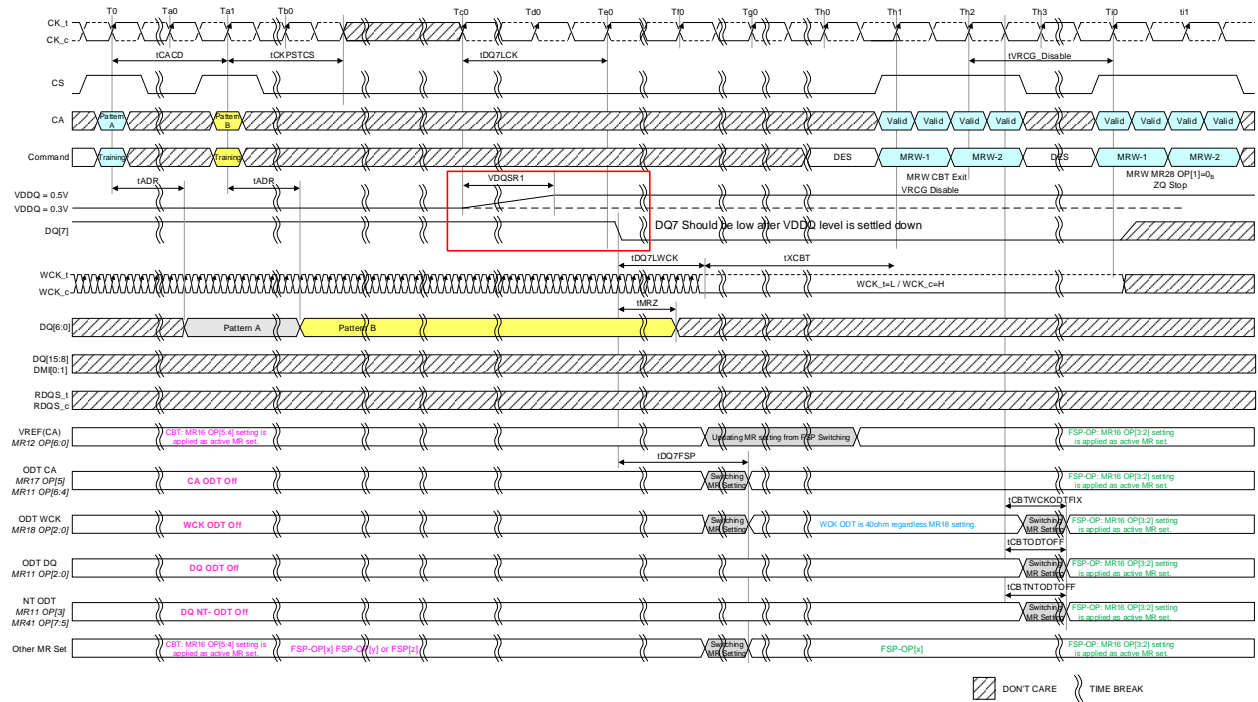 T0 Ta0 Ta1 Tb0 Tc0 Td0 Te0 Tf0 Tg0 Th0 Th1 Th2 Th3 Ti0 ti1
CK_t
CK_c
tCACD tCKPSTCS tDQ7LCK tVRCG_Disable
CS
CA
Pattern A
Pattern B
Valid Valid Valid Valid Valid Valid Valid Valid
Command
Training Training DES MRW-1 MRW-2 DES MRW-1 MRW-2
tADR tADR VDQSR1
MRW CBT Exit
VRCG Disable
MRW MR28 OP[1]=0B
ZQ Stop
VDDQ = 0.5V
VDDQ = 0.3V
DQ[7]
DQ7 Should be low after VDDQ level is settled down
tDQ7LWCK tXCBT
WCK_t
WCK_c
WCK_t=L / WCK_c=H
tMRZ
DQ[6:0] Pattern A Pattern B
DQ[15:8]
DMI[0:1]
RDQS_t
RDQS_c
VREF(CA)
MR12 OP[6:0]
CBT: MR16 OP[5:4] setting is
applied as active MR set.
Updating MR setting from FSP Switching
FSP-OP: MR16 OP[3:2] setting
is applied as active MR set.
tDQ7FSP
ODT CA
MR17 OP[5]
MR11 OP[6:4]
CA ODT Off
Switching
MR Setting
FSP-OP: MR16 OP[3:2] setting
is applied as active MR set.
tCBTWCKODTFIX
ODT WCK
MR18 OP[2:0]
WCK ODT Off
Switching
MR Setting
WCK ODT is 40ohm regardless MR18 setting.
Switching
MR Setting
FSP-OP: MR16 OP[3:2] setting
is applied as active MR set.
tCBTODTOFF
ODT DQ
MR11 OP[2:0]
DQ ODT Off
Switching
MR Setting
FSP-OP: MR16 OP[3:2] setting
is applied as active MR set.
tCBTNTODTOFF
NT ODT
MR11 OP[3]
MR41 OP[7:5]
DQ NT- ODT Off
Switching
MR Setting
FSP-OP: MR16 OP[3:2] setting
is applied as active MR set.
Other MR Set
CBT: MR16 OP[5:4] setting is
applied as active MR set.
FSP-OP[x] FSP-OP[y] or FSP[z]
Switching
MR Setting
FSP-OP[x]
FSP-OP: MR16 OP[3:2] setting
is applied as active MR set.
DON'T CARE TIME BREAK